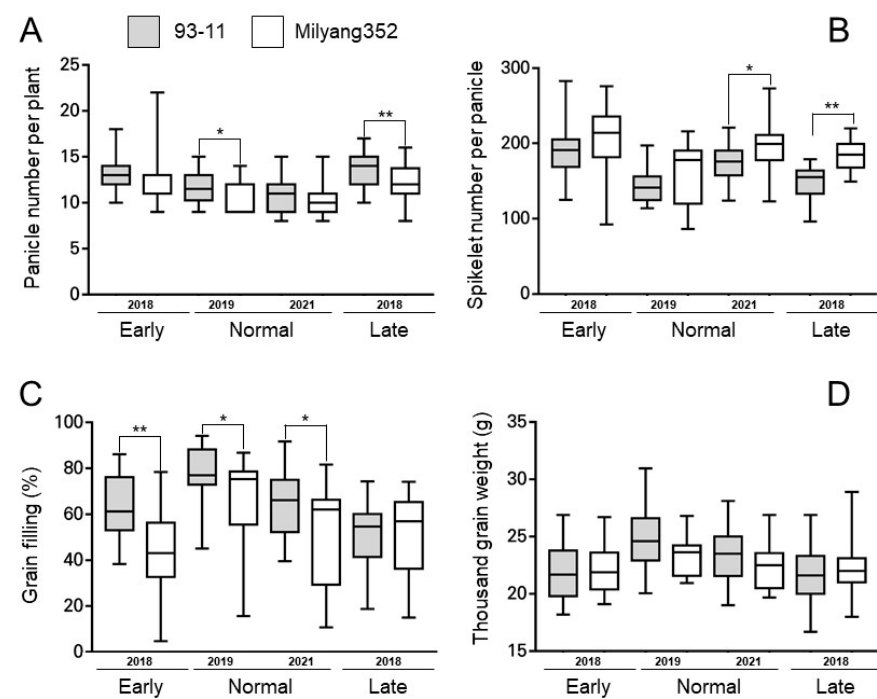 A 93-11 Milyang352 B
Panicle number per plant
25
20
15
10
5
0
* **
2018 2019 2021 2018
Early Normal Late
Spikelet number per panicle
300
200
100
0
* **
2018 2019 2021 2018
Early Normal Late
C
Grain filling (%)
100
80
60
40
20
0
** * *
2018 2019 2021 2018
Early Normal Late
D
Thousand grain weight (g)
35
30
25
20
15
2018 2019 2021 2018
Early Normal Late